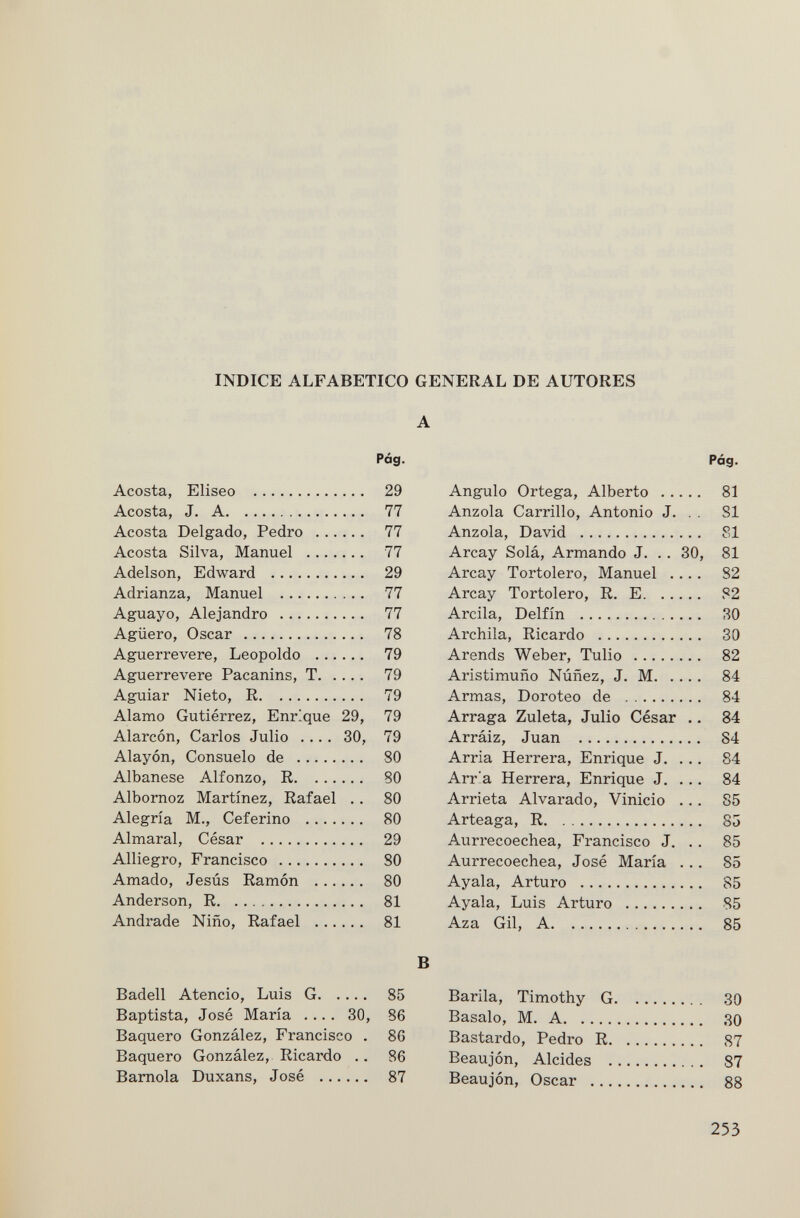 INDICE ALFABETICO GENERAL DE AUTORES
A
Pág.
Acosta, Eliseo .............. 29
Acosta, J. A. ............... 77
Acosta Delgado, Pedro ...... 77
Acosta Silva, Manuel ....... 77
Adelson, Edward ............ 29
Adrianza, Manuel .......... 77
Aguayo, Alejandro .......... 77
Agüero, Oscar .............. 78
Aguerrevere, Leopoldo ...... 79
Aguerrevere Pacanins, T. .... 79
Aguiar Nieto, R. ........... 79
Alamo Gutiérrez, Enrique 29, 79
Alarcón, Carlos Julio .... 30, 79
Alayón, Consuelo de ........ 80
Albanese Alfonzo, R. ....... 80
Albornoz Martínez, Rafael .. 80
Alegría M., Ceferino ....... 80
Almaral, César ............ 29
Alliegro, Francisco .......... 80
Amado, Jesús Ramón ...... 80
Anderson, R. ................ 81
Andrade Niño, Rafael ...... 81
Pág.
Angulo Ortega, Alberto ..... 81
Anzola Carrillo, Antonio J. .. 81
Anzola, David .............. 81
Arcay Solá, Armando J. .. 30, 81
Arcay Tortolero, Manuel .... 82
Arcay Tortolero, R. E. ...... 82
Arcila, Delfín .............. 30
Archila, Ricardo ............ 30
Arends Weber, Tulio ........ 82
Aristimuño Núñez, J. M. .... 84
Armas, Doroteo de .......... 84
Arraga Zuleta, Julio César .. 84
Arráiz, Juan .............. 84
Arria Herrera, Enrique J. ... 84
Arr'a Herrera, Enrique J. ... 84
Arrieta Alvarado, Vinicio ... 85
Arteaga, R. ................ 85
Aurrecoechea, Francisco J. .. 85
Aurrecoechea, José María ... 85
Ayala, Arturo .............. 85
Ayala, Luis Arturo ......... 85
Aza Gil, A. ................ 85
B
Badell Atencio, Luis G. .... 85
Baptista, José María .... 30, 86
Baquero González, Francisco . 86
Baquero González, Ricardo .. 86
Barnola Duxans, José ...... 87
Barila, Timothy G. ......... 30
Basalo, M. A. .............. 30
Bastardo, Pedro R. ......... 87
Beaujón, Alcides ........... 87
Beaujón, Oscar ............. 88
253